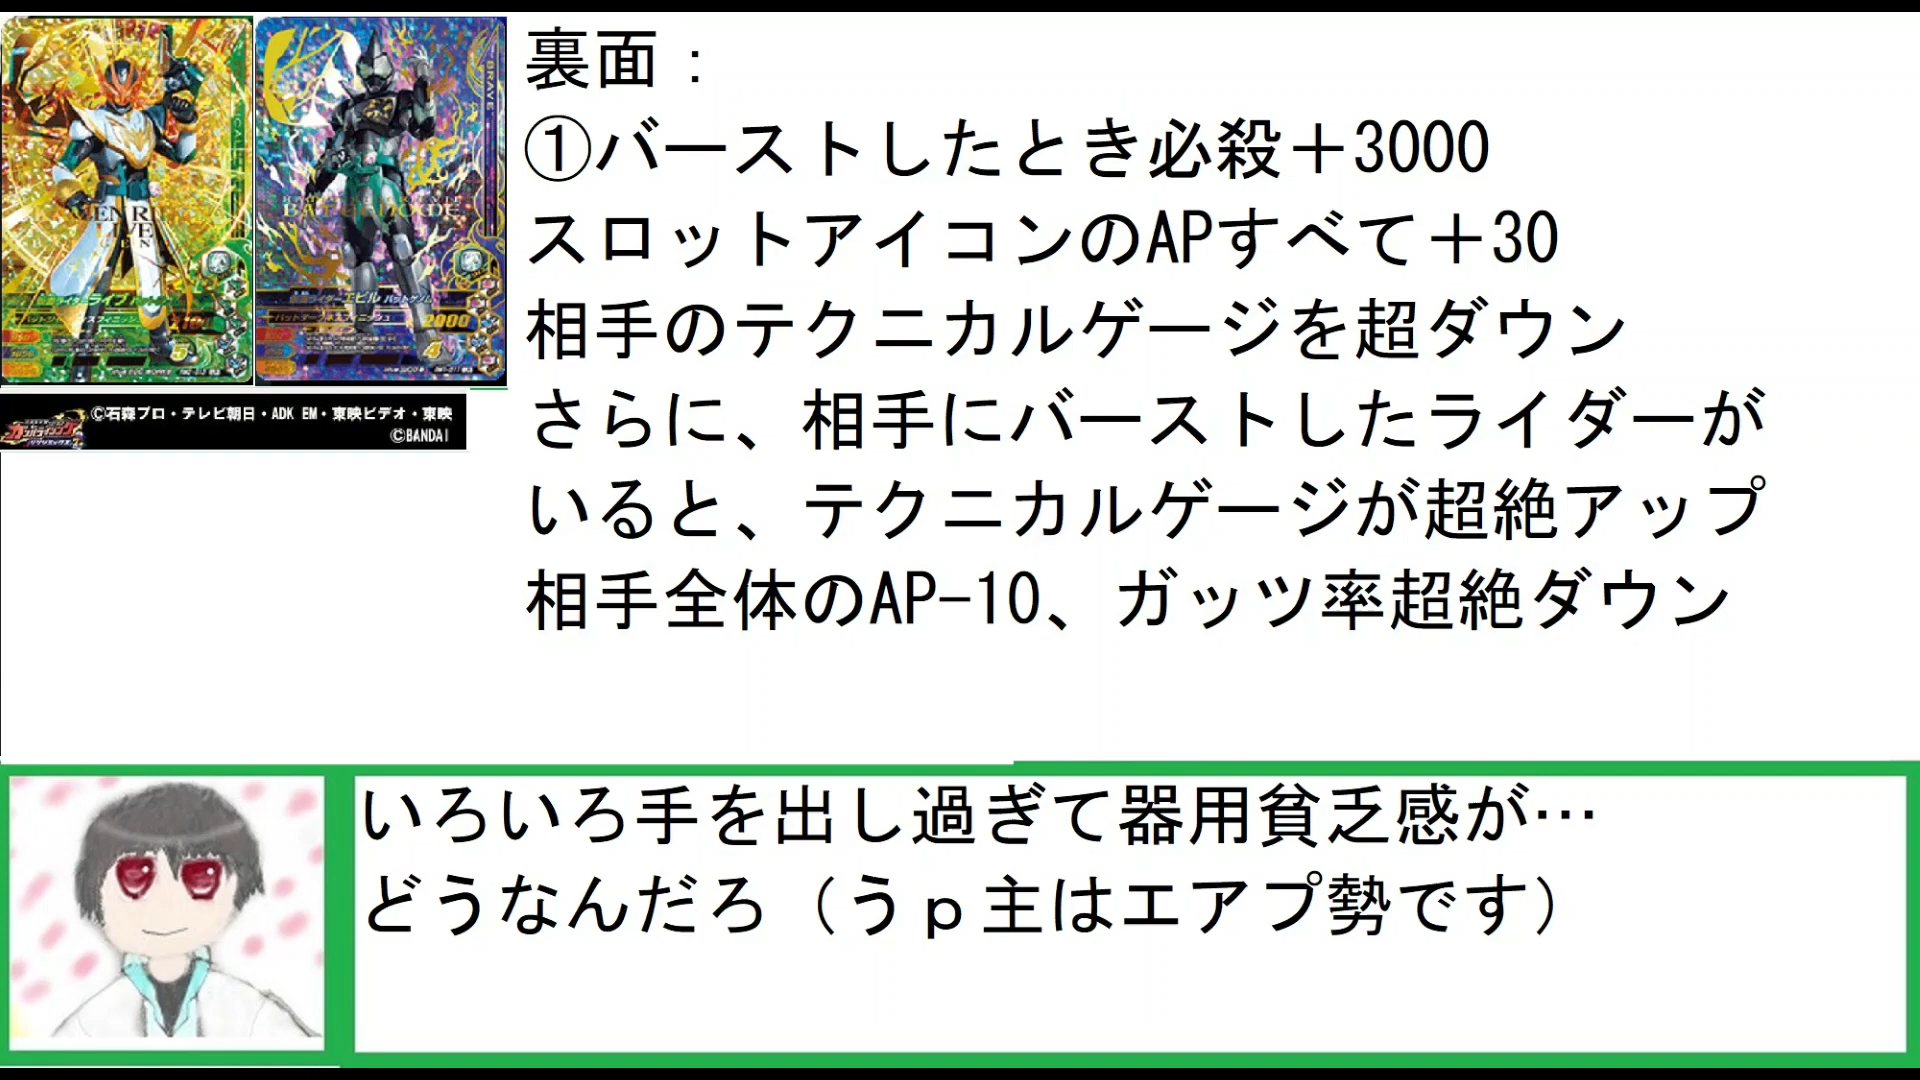 裏面：
①バーストしたとき必殺＋3000
スロットアイコンのAPすべて＋30
相手のテクニカルゲージを超ダウン
さらに、相手にバーストしたライダーが
いると、テクニカルゲージが超絶アップ
相手全体のAP-10、ガッツ率超絶ダウン
©石森プロ・テレビ朝日・ADK EM・東映ビデオ・東映
©BANDAI
いろいろ手を出し過ぎて器用貧乏感が…
どうなんだろ（うｐ主はエアプ勢です）